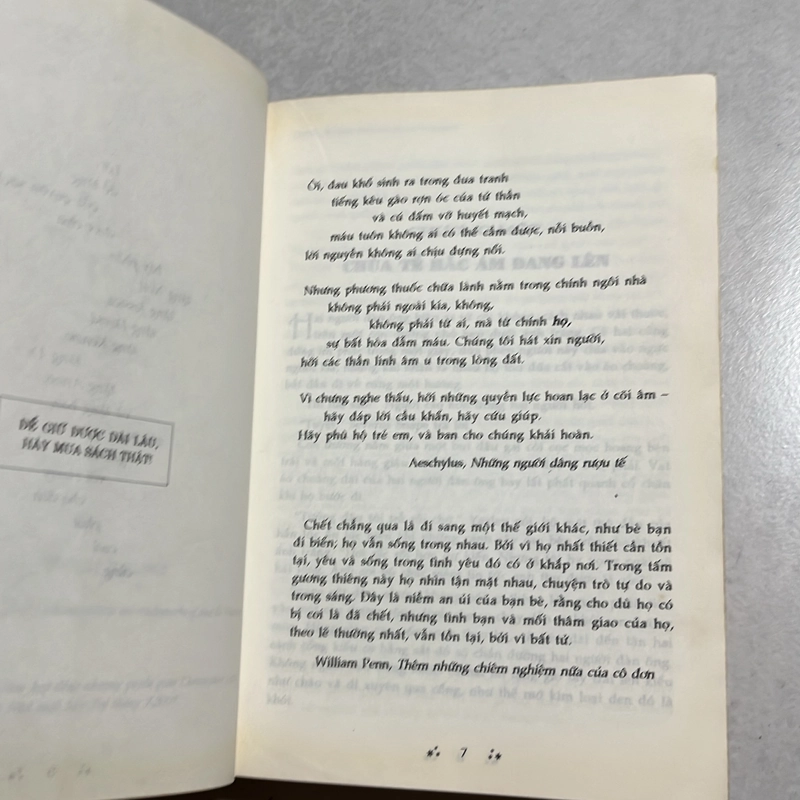 ĐỂ GIỮ ĐƯỢC DÀI LÂU,
HÃY MUA SÁCH THẬT!
Ôi, đau khổ sinh ra trong đua tranh
tiếng kêu gào rợn óc của tử thần
và cú đấm vỡ huyết mạch,
máu tuôn không ai có thể cầm được, nỗi buồn,
lời nguyền không ai chịu đựng nổi.
Nhưng phương thuốc chữa lành nằm trong chính ngôi nhà
không phải ngoài kia, không,
không phải từ ai, mà từ chính họ,
sự bất hòa đẫm máu. Chúng tôi hát xin người,
hỡi các thần linh âm u trong lòng đất.
Vì chưng nghe thấu, hỡi những quyền lực hoan lạc ở cõi âm –
hãy đáp lời cầu khẩn, hãy cứu giúp.
Hãy phù hộ trẻ em, và ban cho chúng khải hoàn.
Aeschylus, Những người dâng rượu tế
Chết chẳng qua là đi sang một thế giới khác, như bè bạn
đi biển; họ vẫn sống trong nhau. Bởi vì họ nhất thiết cần tồn
tại, yêu và sống trong tình yêu đó có ở khắp nơi. Trong tấm
gương thiêng này họ nhìn tận mặt nhau, chuyện trò tự do và
trong sáng. Đây là niềm an ủi của bạn bè, rằng cho dù họ có
bị coi là đã chết, nhưng tình bạn và mối thâm giao của họ,
theo lẽ thường nhất, vẫn tồn tại, bởi vì bất tử.
William Penn, Thêm những chiêm nghiệm nữa của cô đơn
7